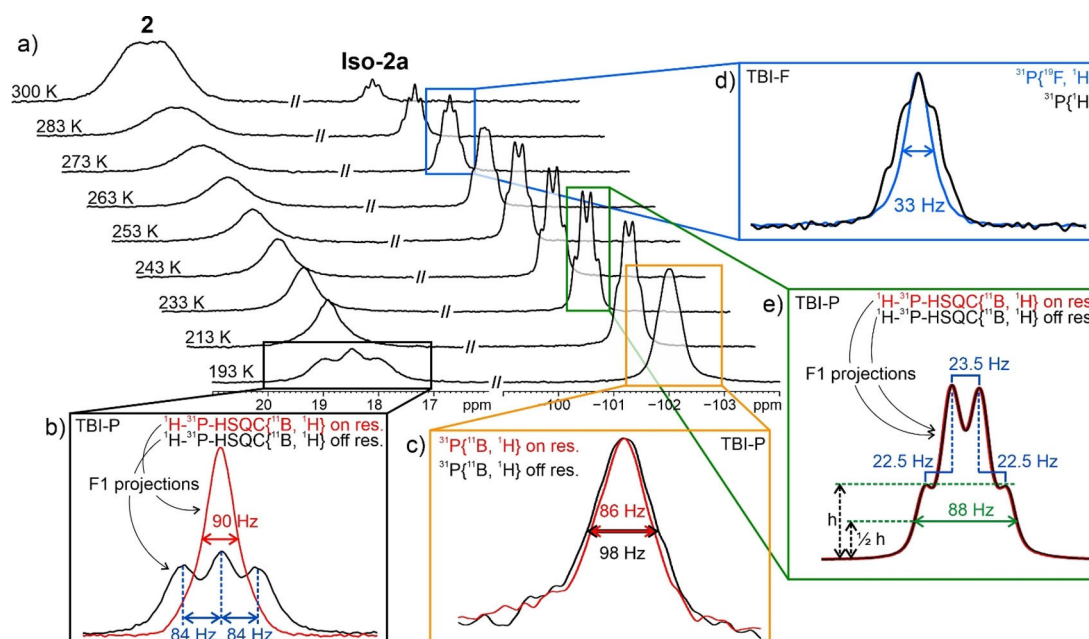 a)
2
Iso-2a
300 K
283 K
273 K
263 K
253 K
243 K
233 K
213 K
193 K
//
//
//
//
//
//
//
//
//
20 19 18 17 ppm −100 −101 −102 −103 ppm
b)
TBI-P
¹H-³¹P-HSQC{¹¹B, ¹H} on res.
¹H-³¹P-HSQC{¹¹B, ¹H} off res.
F1 projections
90 Hz
84 Hz 84 Hz
c)
³¹P{¹¹B, ¹H} on res.
³¹P{¹¹B, ¹H} off res.
TBI-P
86 Hz
98 Hz
d)
TBI-F
³¹P{¹⁹F, ¹H
³¹P{¹H
33 Hz
e)
TBI-P
¹H-³¹P-HSQC{¹¹B, ¹H} on res
¹H-³¹P-HSQC{¹¹B, ¹H} off res
F1 projections
23.5 Hz
22.5 Hz 22.5 Hz
88 Hz
h
½ h